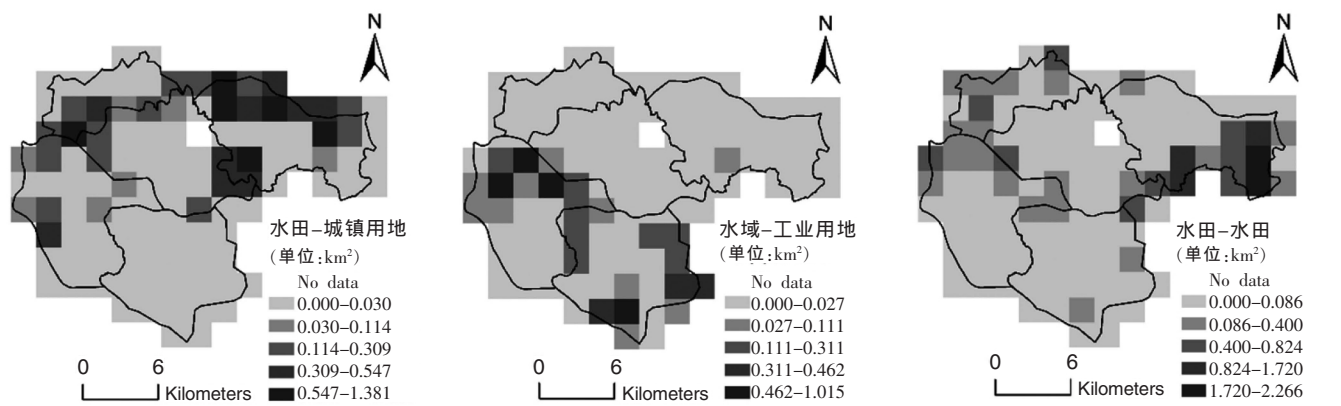 N
水田–城镇用地
(单位:km²)
No data
0.000–0.030
0.030–0.114
0.114–0.309
0.309–0.547
0.547–1.381
0 6
Kilometers
N
水域–工业用地
(单位:km²)
No data
0.000–0.027
0.027–0.111
0.111–0.311
0.311–0.462
0.462–1.015
0 6
Kilometers
N
水田–水田
(单位:km²)
No data
0.000–0.086
0.086–0.400
0.400–0.824
0.824–1.720
1.720–2.266
0 6
Kilometers